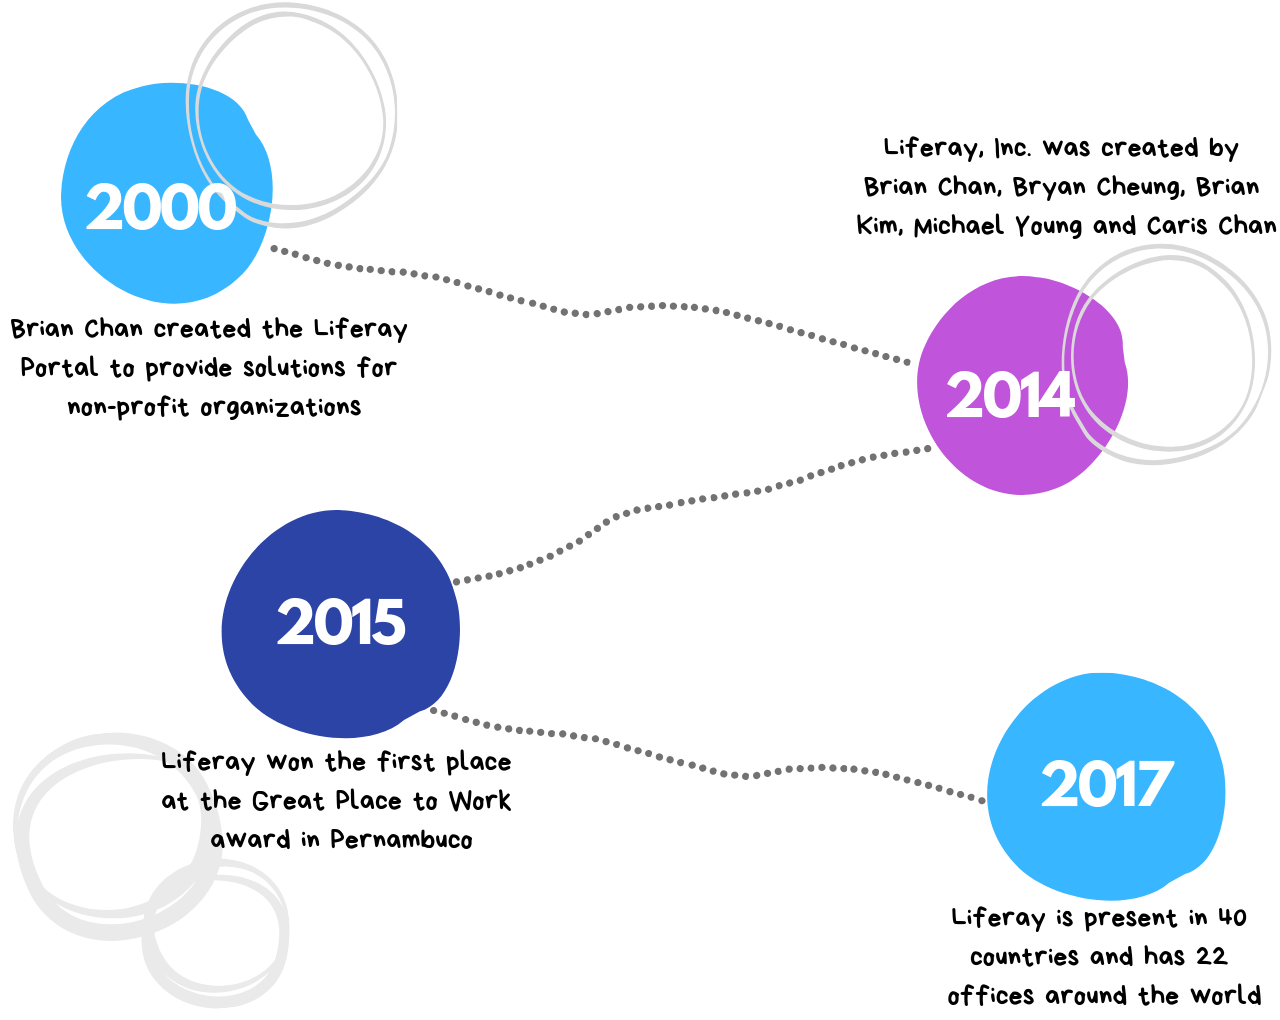 2000
Brian Chan created the Liferay
Portal to provide solutions for
non-profit organizations
Liferay, Inc. was created by
Brian Chan, Bryan Cheung, Brian
Kim, Michael Young and Caris Chan
2014
2015
Liferay won the first place
at the Great Place to Work
award in Pernambuco
2017
Liferay is present in 40
countries and has 22
offices around the world